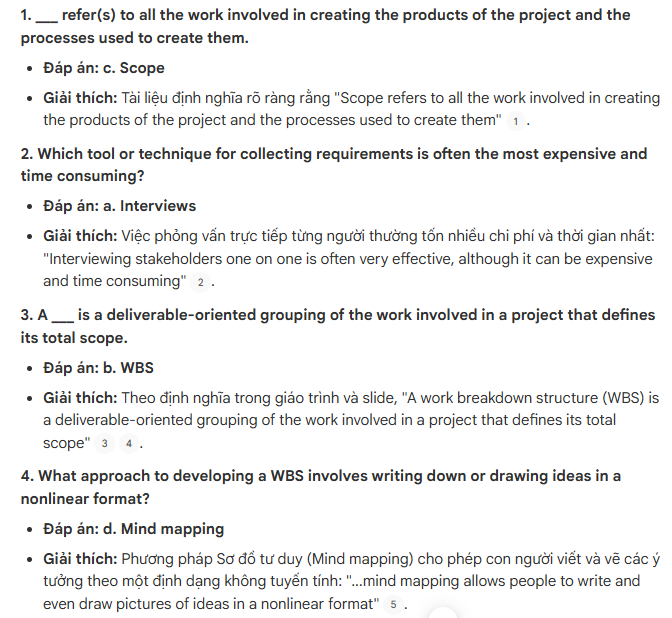 1. ___ refer(s) to all the work involved in creating the products of the project and the
processes used to create them.
• Đáp án: c. Scope
• Giải thích: Tài liệu định nghĩa rõ ràng rằng "Scope refers to all the work involved in creating
the products of the project and the processes used to create them" 1 .
2. Which tool or technique for collecting requirements is often the most expensive and
time consuming?
• Đáp án: a. Interviews
• Giải thích: Việc phỏng vấn trực tiếp từng người thường tốn nhiều chi phí và thời gian nhất:
"Interviewing stakeholders one on one is often very effective, although it can be expensive
and time consuming" 2 .
3. A ___ is a deliverable-oriented grouping of the work involved in a project that defines
its total scope.
• Đáp án: b. WBS
• Giải thích: Theo định nghĩa trong giáo trình và slide, "A work breakdown structure (WBS) is
a deliverable-oriented grouping of the work involved in a project that defines its total
scope" 3 4 .
4. What approach to developing a WBS involves writing down or drawing ideas in a
nonlinear format?
• Đáp án: d. Mind mapping
• Giải thích: Phương pháp Sơ đồ tư duy (Mind mapping) cho phép con người viết và vẽ các ý
tưởng theo một định dạng không tuyến tính: "...mind mapping allows people to write and
even draw pictures of ideas in a nonlinear format" 5 .